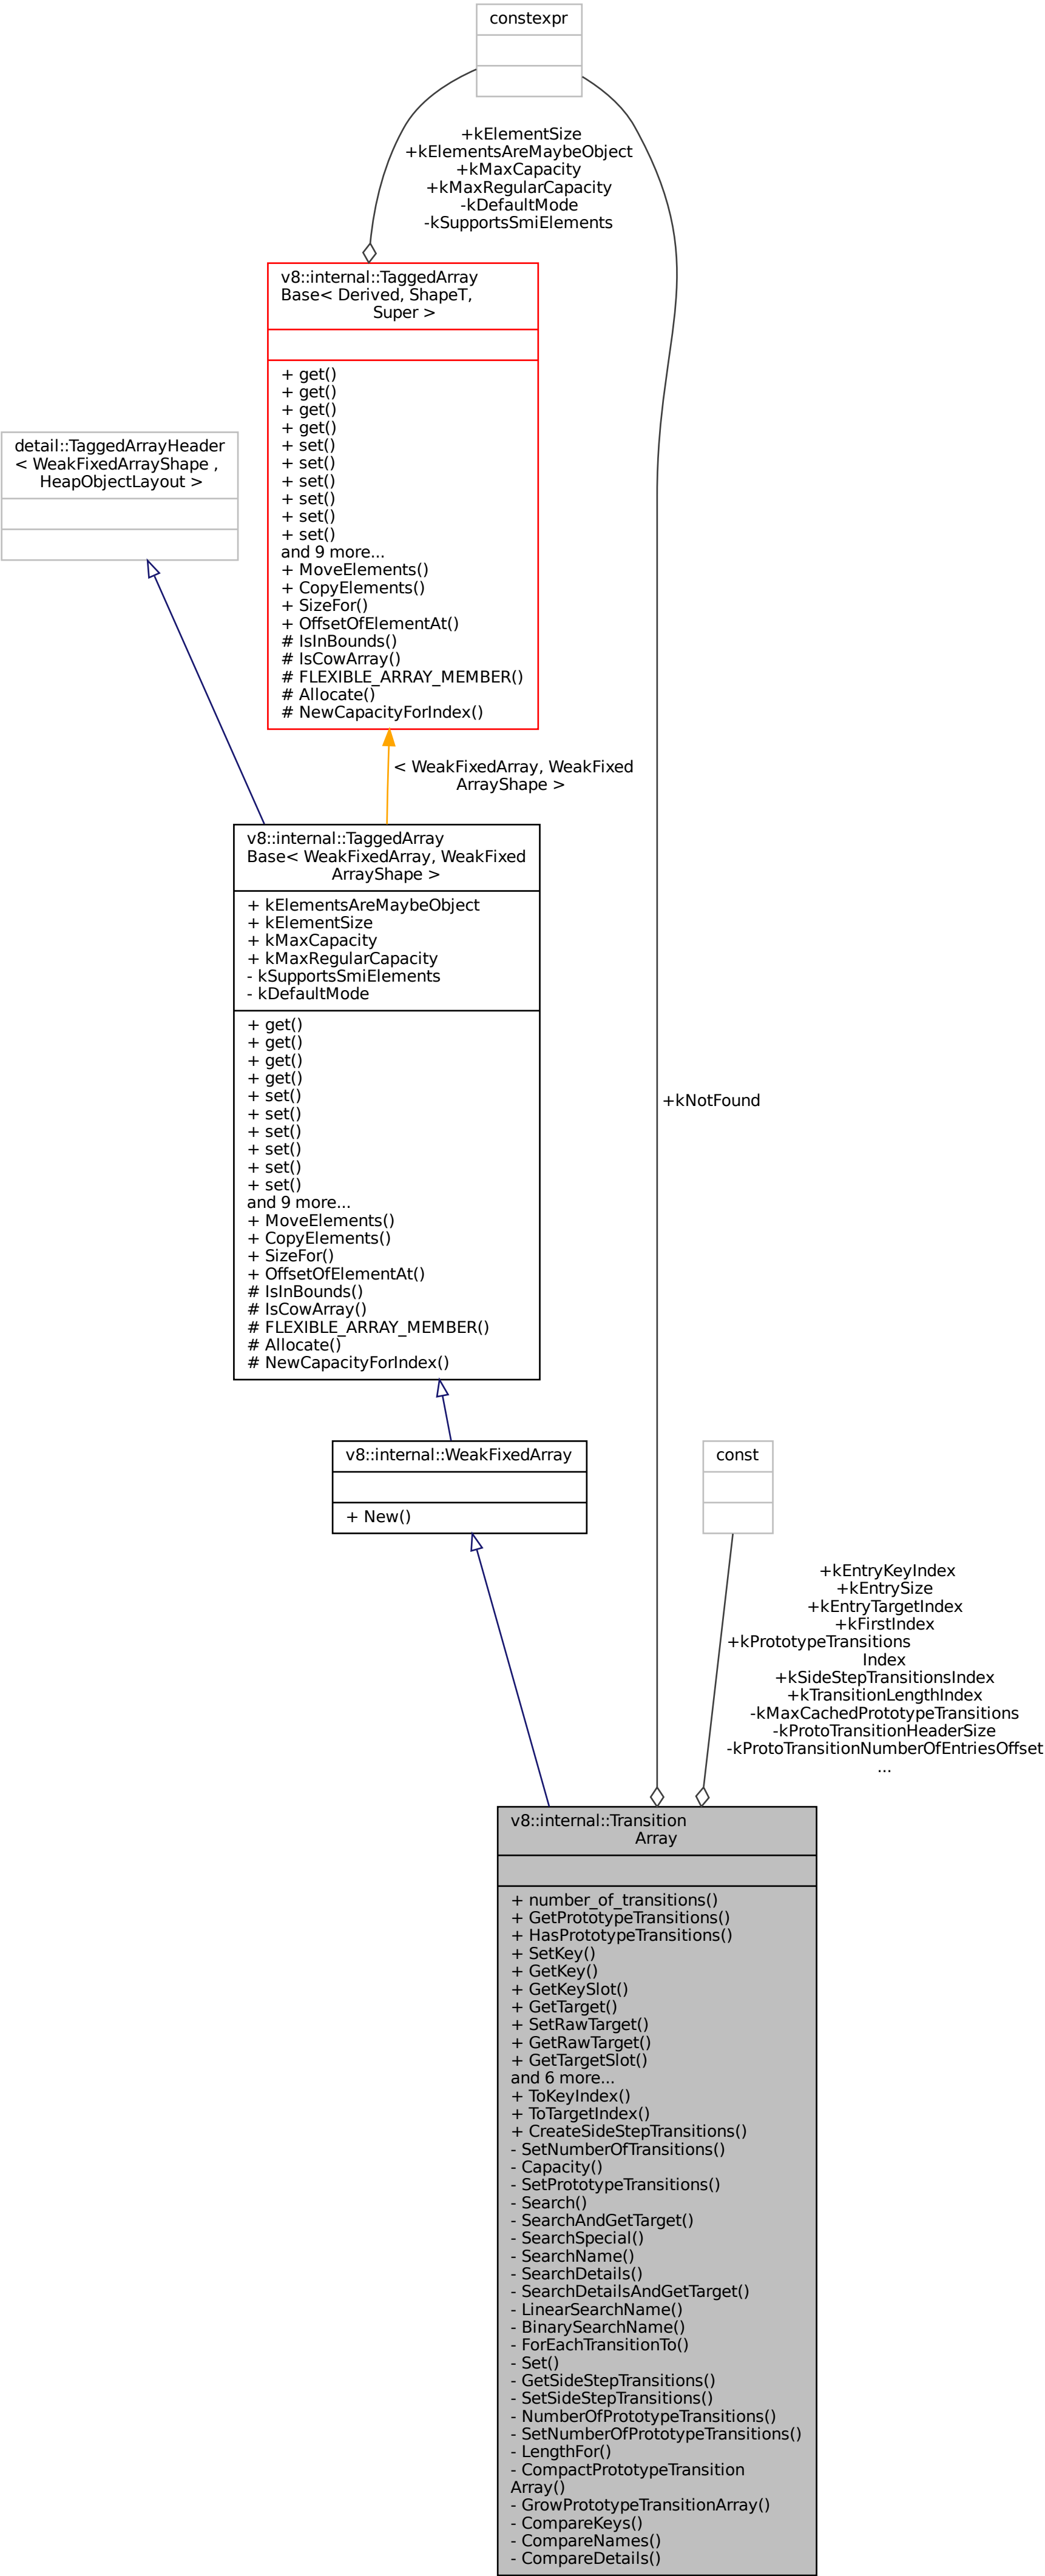 constexpr
+kElementSize
+kElementsAreMaybeObject
+kMaxCapacity
+kMaxRegularCapacity
-kDefaultMode
-kSupportsSmiElements
v8::internal::TaggedArray
Base< Derived, ShapeT,
Super >
+ get()
+ get()
+ get()
+ get()
+ set()
+ set()
+ set()
+ set()
+ set()
+ set()
and 9 more...
+ MoveElements()
+ CopyElements()
+ SizeFor()
+ OffsetOfElementAt()
# IsInBounds()
# IsCowArray()
# FLEXIBLE_ARRAY_MEMBER()
# Allocate()
# NewCapacityForIndex()
detail::TaggedArrayHeader
< WeakFixedArrayShape ,
HeapObjectLayout >
< WeakFixedArray, WeakFixed
ArrayShape >
v8::internal::TaggedArray
Base< WeakFixedArray, WeakFixed
ArrayShape >
+ kElementsAreMaybeObject
+ kElementSize
+ kMaxCapacity
+ kMaxRegularCapacity
- kSupportsSmiElements
- kDefaultMode
+ get()
+ get()
+ get()
+ get()
+ set()
+ set()
+ set()
+ set()
+ set()
+ set()
and 9 more...
+ MoveElements()
+ CopyElements()
+ SizeFor()
+ OffsetOfElementAt()
# IsInBounds()
# IsCowArray()
# FLEXIBLE_ARRAY_MEMBER()
# Allocate()
# NewCapacityForIndex()
+kNotFound
v8::internal::WeakFixedArray
+ New()
const
+kEntryKeyIndex
+kEntrySize
+kEntryTargetIndex
+kFirstIndex
+kPrototypeTransitions
Index
+kSideStepTransitionsIndex
+kTransitionLengthIndex
-kMaxCachedPrototypeTransitions
-kProtoTransitionHeaderSize
-kProtoTransitionNumberOfEntriesOffset
...
v8::internal::Transition
Array
+ number_of_transitions()
+ GetPrototypeTransitions()
+ HasPrototypeTransitions()
+ SetKey()
+ GetKey()
+ GetKeySlot()
+ GetTarget()
+ SetRawTarget()
+ GetRawTarget()
+ GetTargetSlot()
and 6 more...
+ ToKeyIndex()
+ ToTargetIndex()
+ CreateSideStepTransitions()
- SetNumberOfTransitions()
- Capacity()
- SetPrototypeTransitions()
- Search()
- SearchAndGetTarget()
- SearchSpecial()
- SearchName()
- SearchDetails()
- SearchDetailsAndGetTarget()
- LinearSearchName()
- BinarySearchName()
- ForEachTransitionTo()
- Set()
- GetSideStepTransitions()
- SetSideStepTransitions()
- NumberOfPrototypeTransitions()
- SetNumberOfPrototypeTransitions()
- LengthFor()
- CompactPrototypeTransition
Array()
- GrowPrototypeTransitionArray()
- CompareKeys()
- CompareNames()
- CompareDetails()